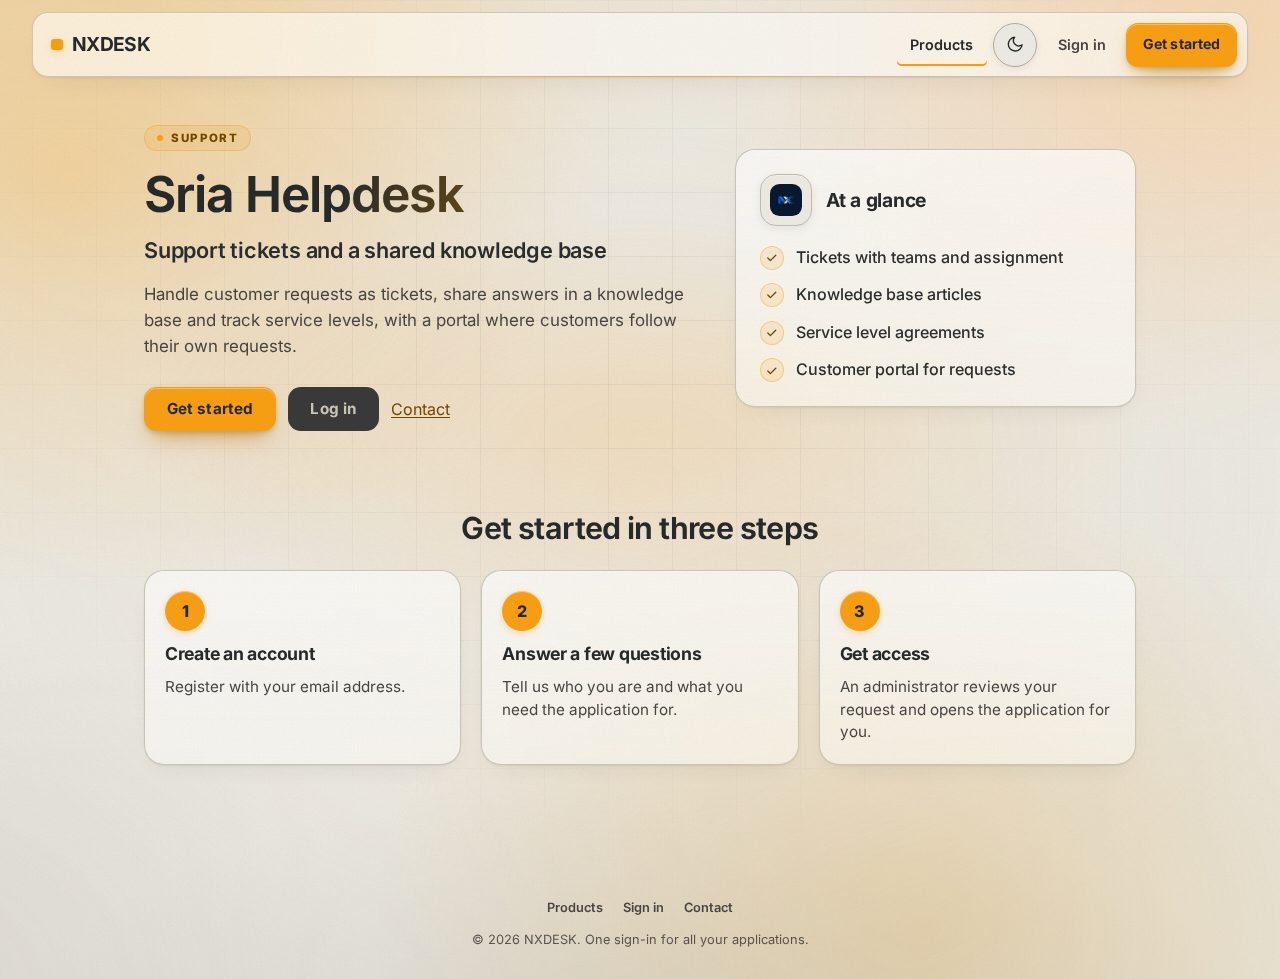 NXDESK
Products
Sign in
Get started
SUPPORT
Sria Helpdesk
Support tickets and a shared knowledge base
Handle customer requests as tickets, share answers in a knowledge
base and track service levels, with a portal where customers follow
their own requests.
Get started
Log in
Contact
NX
At a glance
Tickets with teams and assignment
Knowledge base articles
Service level agreements
Customer portal for requests
Get started in three steps
1
Create an account
Register with your email address.
2
Answer a few questions
Tell us who you are and what you
need the application for.
3
Get access
An administrator reviews your
request and opens the application for
you.
Products
Sign in
Contact
© 2026 NXDESK. One sign-in for all your applications.